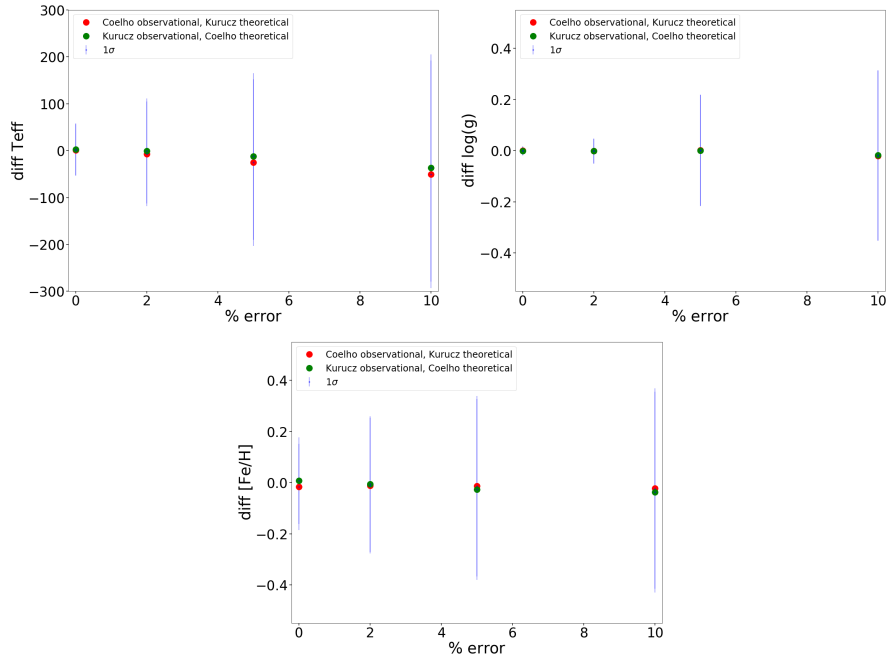 300
200
100
0
−100
−200
−300
diff Teff
Coelho observational, Kurucz theoretical
Kurucz observational, Coelho theoretical
1σ
0 2 4 6 8 10
% error
0.4
0.2
0.0
−0.2
−0.4
diff log(g)
Coelho observational, Kurucz theoretical
Kurucz observational, Coelho theoretical
1σ
0 2 4 6 8 10
% error
0.4
0.2
0.0
−0.2
−0.4
diff [Fe/H]
Coelho observational, Kurucz theoretical
Kurucz observational, Coelho theoretical
1σ
0 2 4 6 8 10
% error